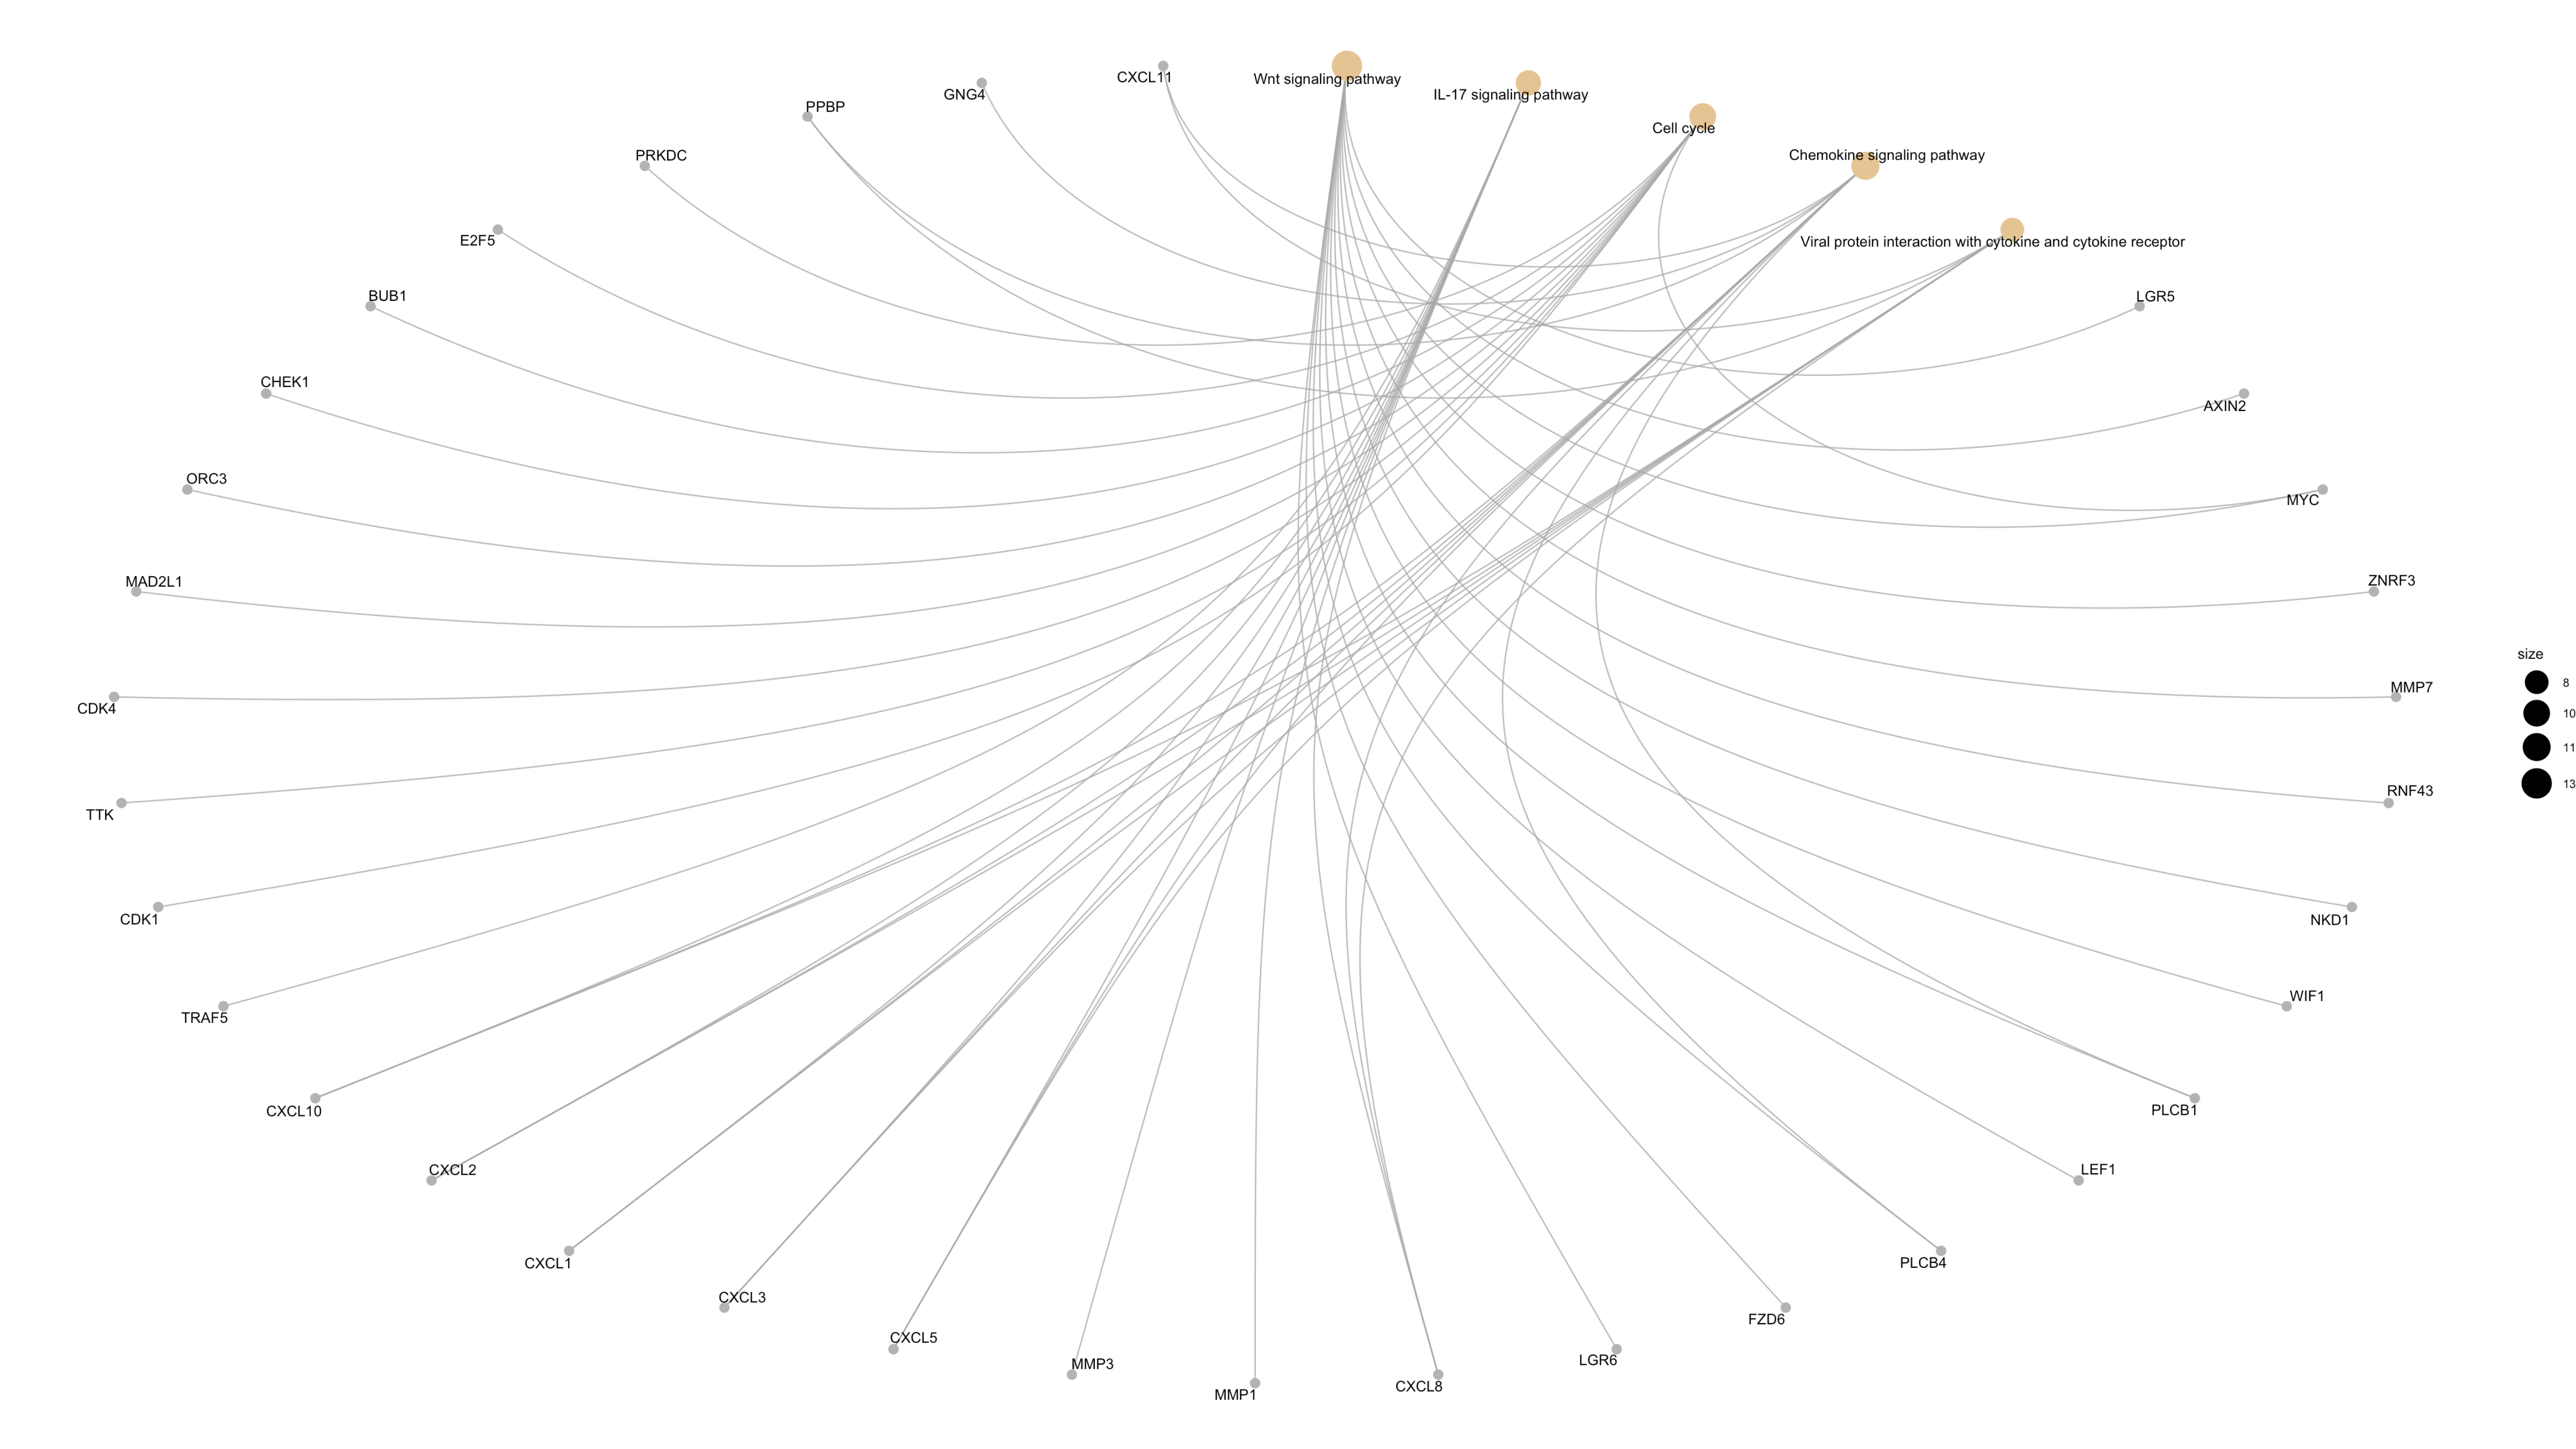 CXCL11
Wnt signaling pathway
IL-17 signaling pathway
GNG4
PPBP
Cell cycle
PRKDC
Chemokine signaling pathway
E2F5
Viral protein interaction with cytokine and cytokine receptor
BUB1
LGR5
CHEK1
AXIN2
ORC3
MYC
MAD2L1
ZNRF3
size
8
10
11
13
MMP7
CDK4
RNF43
TTK
CDK1
NKD1
WIF1
TRAF5
CXCL10
PLCB1
CXCL2
LEF1
CXCL1
PLCB4
CXCL3
FZD6
CXCL5
LGR6
MMP3
CXCL8
MMP1